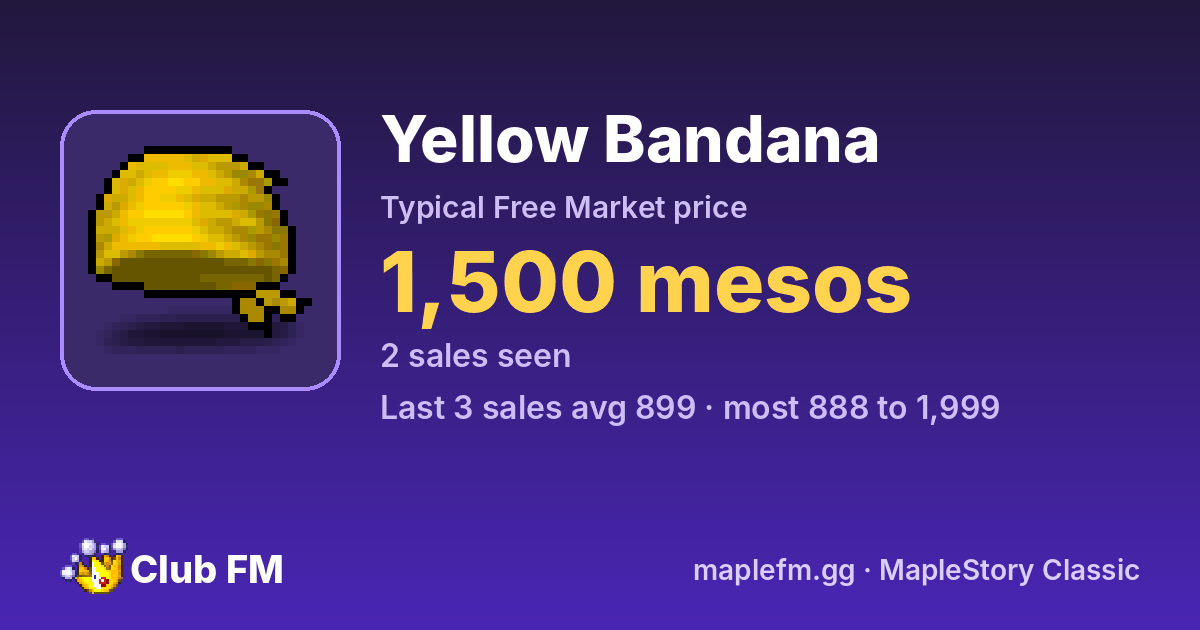 Yellow Bandana
Typical Free Market price
1,500 mesos
2 sales seen
Last 3 sales avg 899 · most 888 to 1,999
Club FM
maplefm.gg · MapleStory Classic